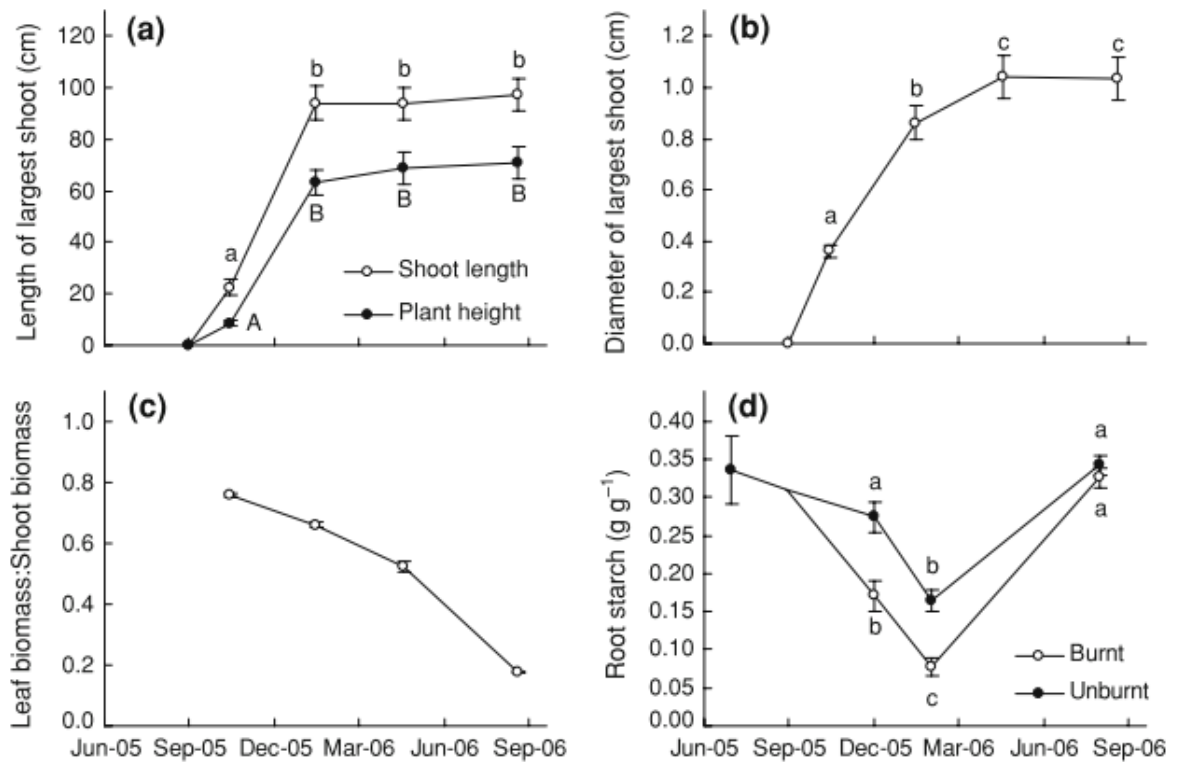 (a)
Length of largest shoot (cm)
120
100
80
60
40
20
0
b
b
b
a
B
B
B
A
Shoot length
Plant height
(b)
Diameter of largest shoot (cm)
1.2
1.0
0.8
0.6
0.4
0.2
0.0
a
b
c
c
(c)
Leaf biomass:Shoot biomass
1.0
0.8
0.6
0.4
0.2
0.0
Jun-05 Sep-05 Dec-05 Mar-06 Jun-06 Sep-06
(d)
Root starch (g g⁻¹)
0.40
0.35
0.30
0.25
0.20
0.15
0.10
0.05
0.00
a
a
b
b
a
c
Burnt
Unburnt
Jun-05 Sep-05 Dec-05 Mar-06 Jun-06 Sep-06